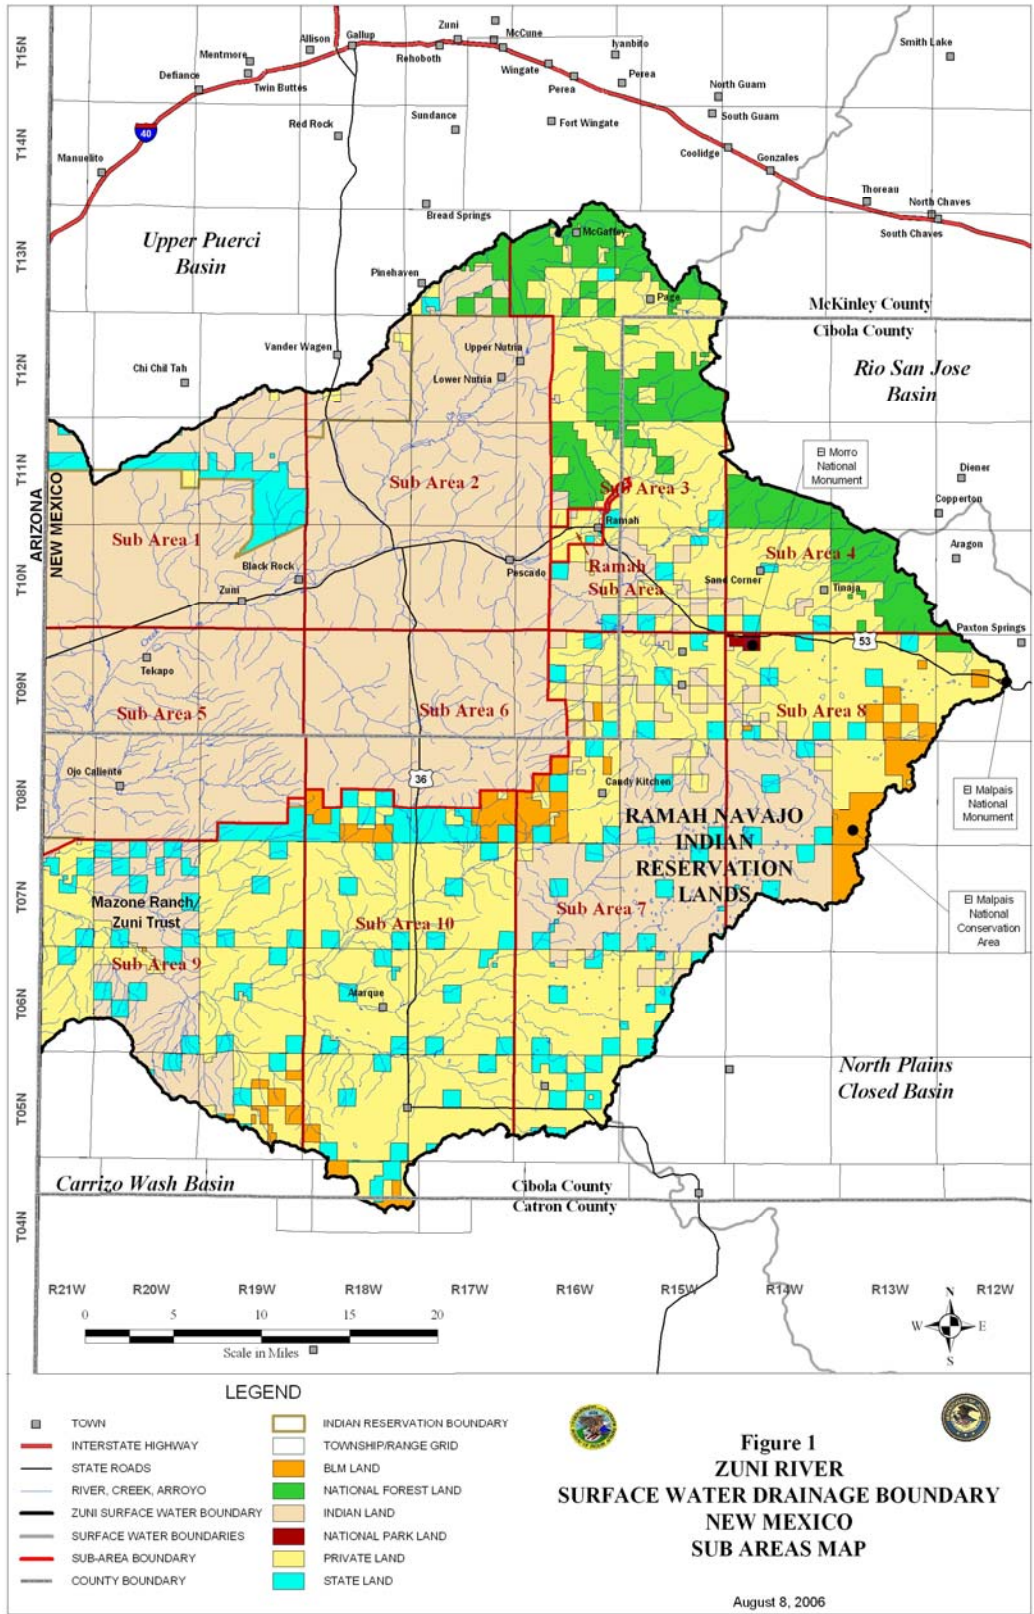 T15N
T14N
T13N
T12N
T11N
T10N
T09N
T08N
T07N
T06N
T05N
T04N
Zuni
McCune
Allison
Gallup
Iyanbito
Smith Lake
Mentmore
Rehoboth
Wingate
Perea
Perea
Defiance
Twin Buttes
North Guam
South Guam
Red Rock
Sundance
Fort Wingate
40
Manuelito
Coolidge
Gonzales
Thoreau
North Chaves
South Chaves
Bread Springs
Upper Puerci
Basin
McGaffey
Pinehaven
Page
McKinley County
Cibola County
Vander Wagen
Upper Nutria
Lower Nutria
Chi Chil Tah
Rio San Jose
Basin
El Morro
National
Monument
Diener
Copperton
Aragon
Sub Area 2
Sub Area 3
ARIZONA
NEW MEXICO
Sub Area 1
Ramah
Sub Area 4
Black Rock
Pescado
Ramah
Sub Area
Sand Corner
Tinaja
Zuni
Paxton Springs
Creek
53
Tekapo
Sub Area 5
Sub Area 6
Sub Area 8
Ojo Caliente
36
Candy Kitchen
El Malpais
National
Monument
RAMAH NAVAJO
INDIAN
RESERVATION
LANDS
Mazone Ranch/
Zuni Trust
Sub Area 10
Sub Area 7
El Malpais
National
Conservation
Area
Sub Area 9
Atarque
North Plains
Closed Basin
Carrizo Wash Basin
Cibola County
Catron County
R21W R20W R19W R18W R17W R16W R15W R14W R13W R12W
0 5 10 15 20
Scale in Miles
N
W E
S
LEGEND
TOWN
INTERSTATE HIGHWAY
STATE ROADS
RIVER, CREEK, ARROYO
ZUNI SURFACE WATER BOUNDARY
SURFACE WATER BOUNDARIES
SUB-AREA BOUNDARY
COUNTY BOUNDARY
INDIAN RESERVATION BOUNDARY
TOWNSHIP/RANGE GRID
BLM LAND
NATIONAL FOREST LAND
INDIAN LAND
NATIONAL PARK LAND
PRIVATE LAND
STATE LAND
Figure 1
ZUNI RIVER
SURFACE WATER DRAINAGE BOUNDARY
NEW MEXICO
SUB AREAS MAP
August 8, 2006